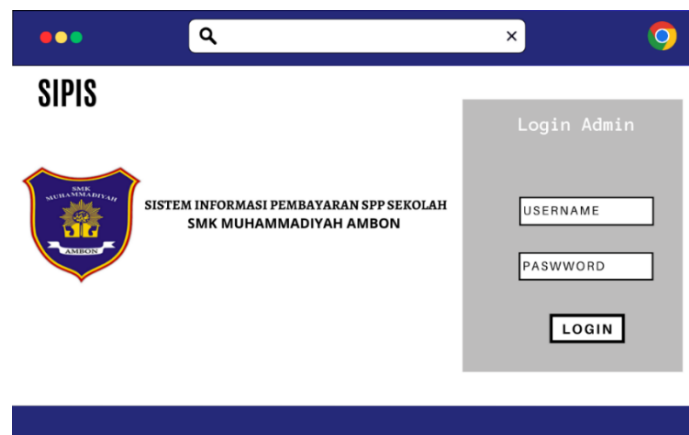 SIPIS
Login Admin
SMK
MUHAMMADIYAH
AMBON
SISTEM INFORMASI PEMBAYARAN SPP SEKOLAH
SMK MUHAMMADIYAH AMBON
USERNAME
PASWWORD
LOGIN